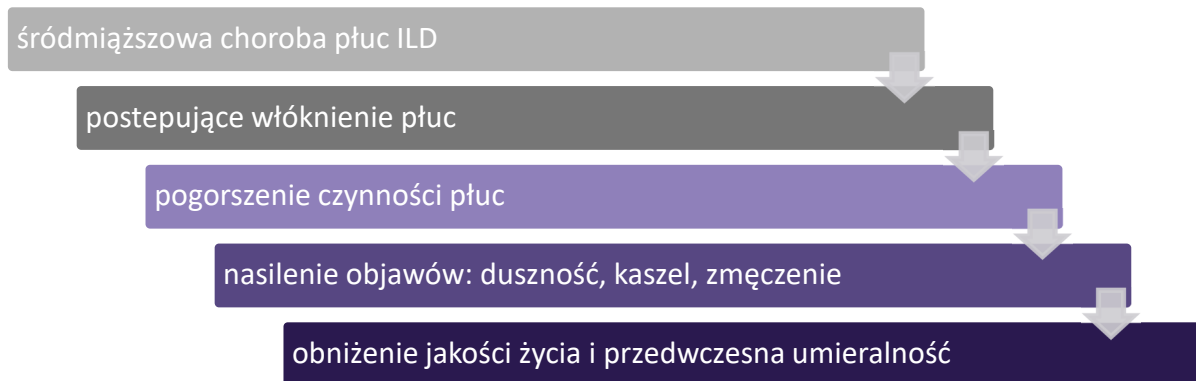 śródmiąższowa choroba płuc ILD
postepujące włóknienie płuc
pogorszenie czynności płuc
nasilenie objawów: duszność, kaszel, zmęczenie
obniżenie jakości życia i przedwczesna umieralność